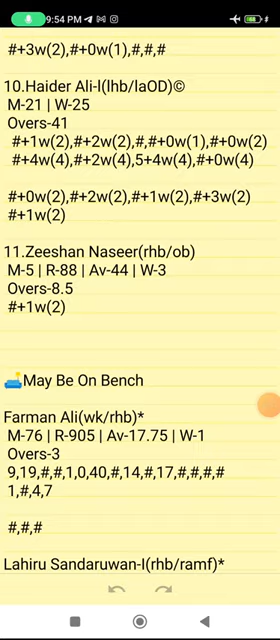 9:54 PM
#+3w(2),#+0w(1),#,#,#
10.Haider Ali-l(lhb/laOD)©
M-21 | W-25
Overs-41
#+1w(2),#+2w(2),#,#+0w(1),#+0w(2)
#+4w(4),#+2w(4),5+4w(4),#+0w(4)
#+0w(2),#+2w(2),#+1w(2),#+3w(2)
#+1w(2)
11.Zeeshan Naseer(rhb/ob)
M-5 | R-88 | Av-44 | W-3
Overs-8.5
#+1w(2)
🛋️May Be On Bench
Farman Ali(wk/rhb)*
M-76 | R-905 | Av-17.75 | W-1
Overs-3
9,19,#,#,1,0,40,#,14,#,17,#,#,#,#
1,#,4,7
#,#,#
Lahiru Sandaruwan-I(rhb/ramf)*